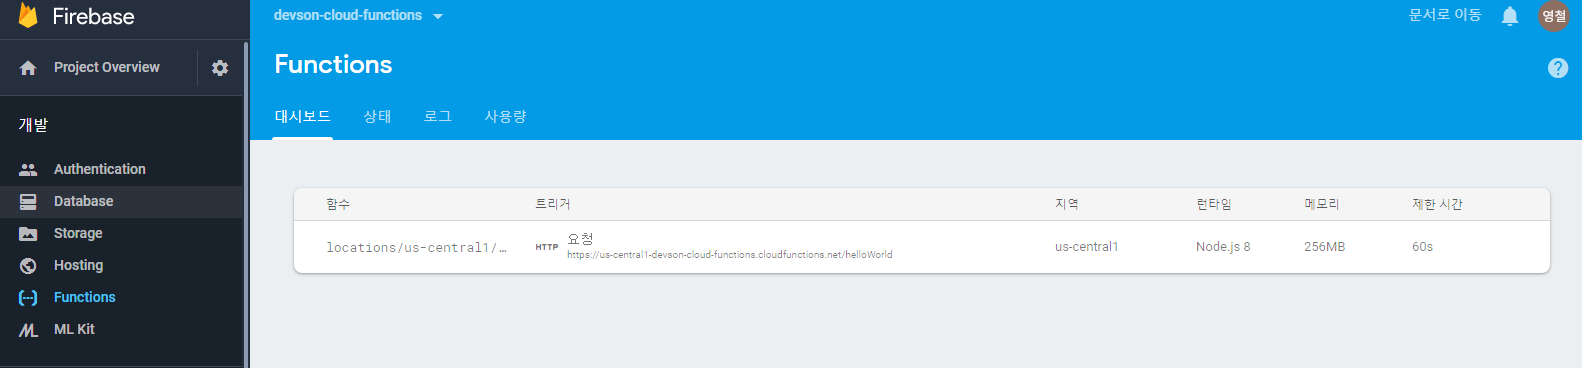 Firebase
devson-cloud-functions
문서로 이동
영철
Project Overview
Functions
개발
대시보드 상태 로그 사용량
Authentication
Database
Storage
Hosting
Functions
ML Kit
함수 트리거 지역 런타임 메모리 제한 시간
locations/us-central1/… HTTP 요청 us-central1 Node.js 8 256MB 60s
https://us-central1-devson-cloud-functions.cloudfunctions.net/helloWorld